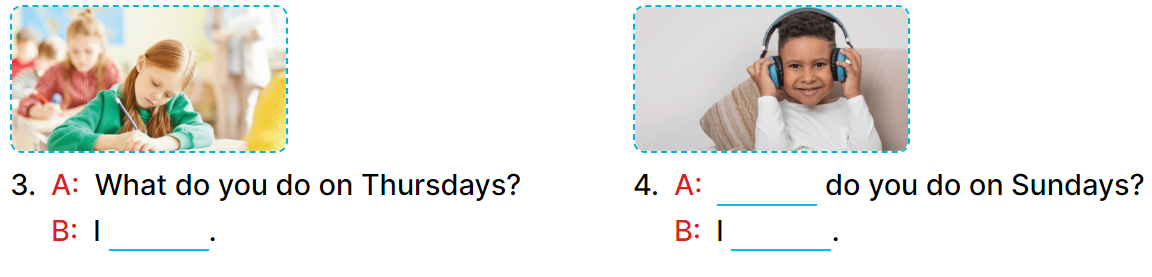 3. A: What do you do on Thursdays?
B: I ______.
4. A: ______ do you do on Sundays?
B: I ______.